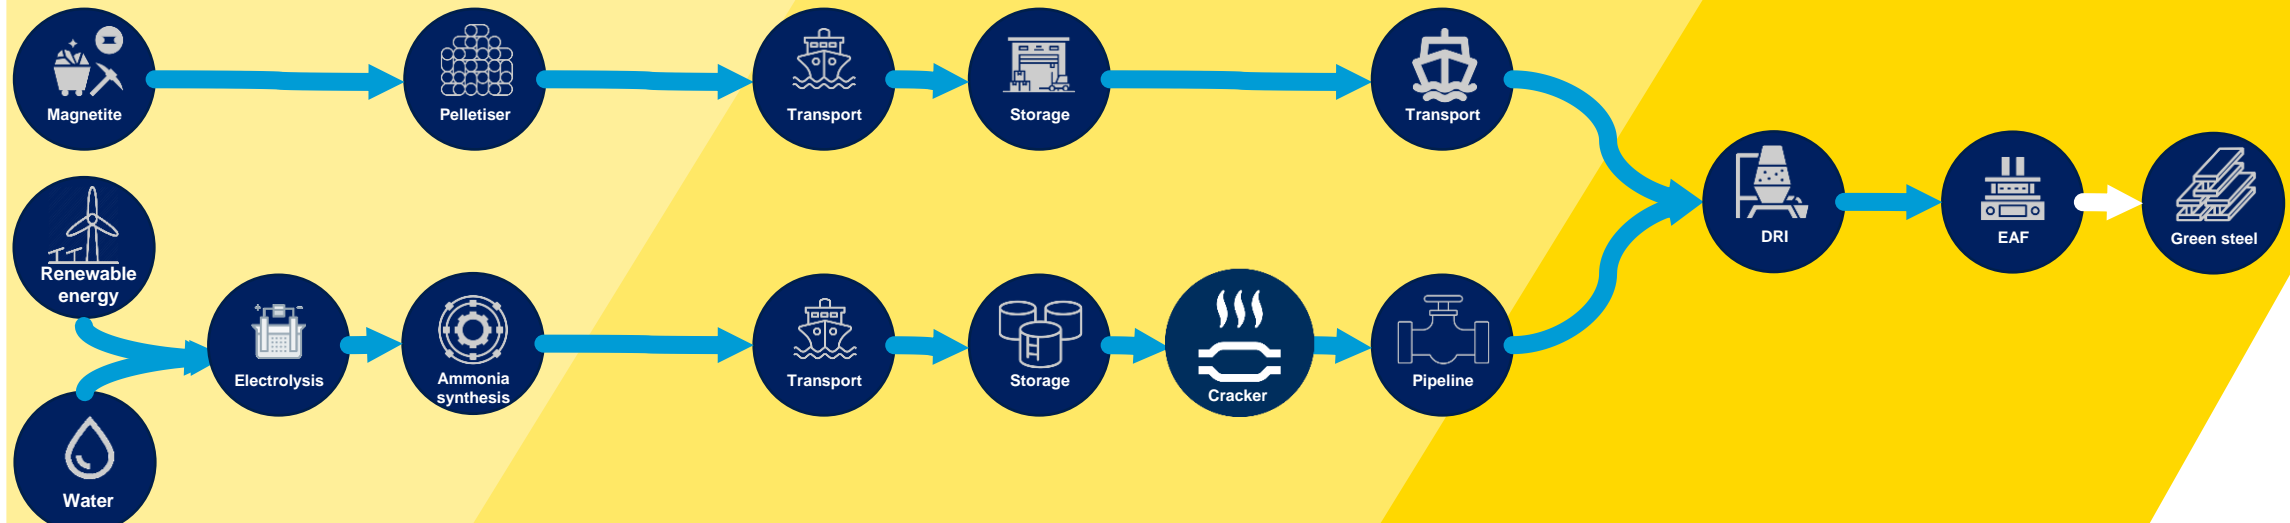 Magnetite
Pelletiser
Transport
Storage
Transport
Renewable
energy
Electrolysis
Ammonia
synthesis
Transport
Storage
Cracker
Pipeline
Water
DRI
EAF
Green steel